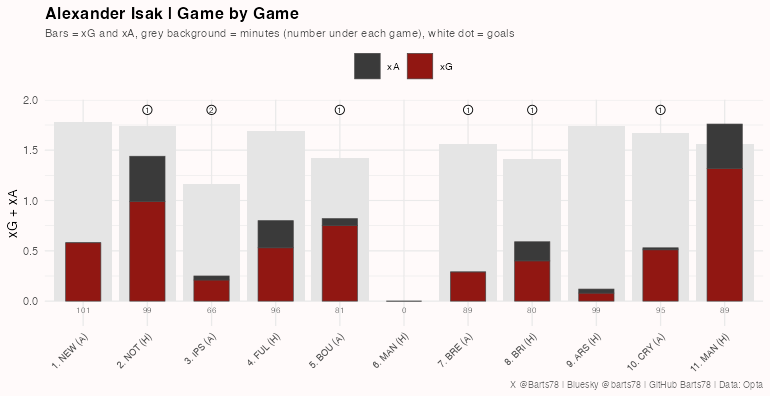 Alexander Isak | Game by Game
Bars = xG and xA, grey background = minutes (number under each game), white dot = goals
xA xG
xG + xA
2.0
1.5
1.0
0.5
0.0
1 2 1 1 1 1
101 99 66 96 81 0 89 80 99 95 89
1. NEW (A)
2. NOT (H)
3. IPS (A)
4. FUL (H)
5. BOU (A)
6. MAN (H)
7. BRE (A)
8. BRI (H)
9. ARS (H)
10. CRY (A)
11. MAN (H)
X @Barts78 | Bluesky @barts78 | GitHub Barts78 | Data: Opta